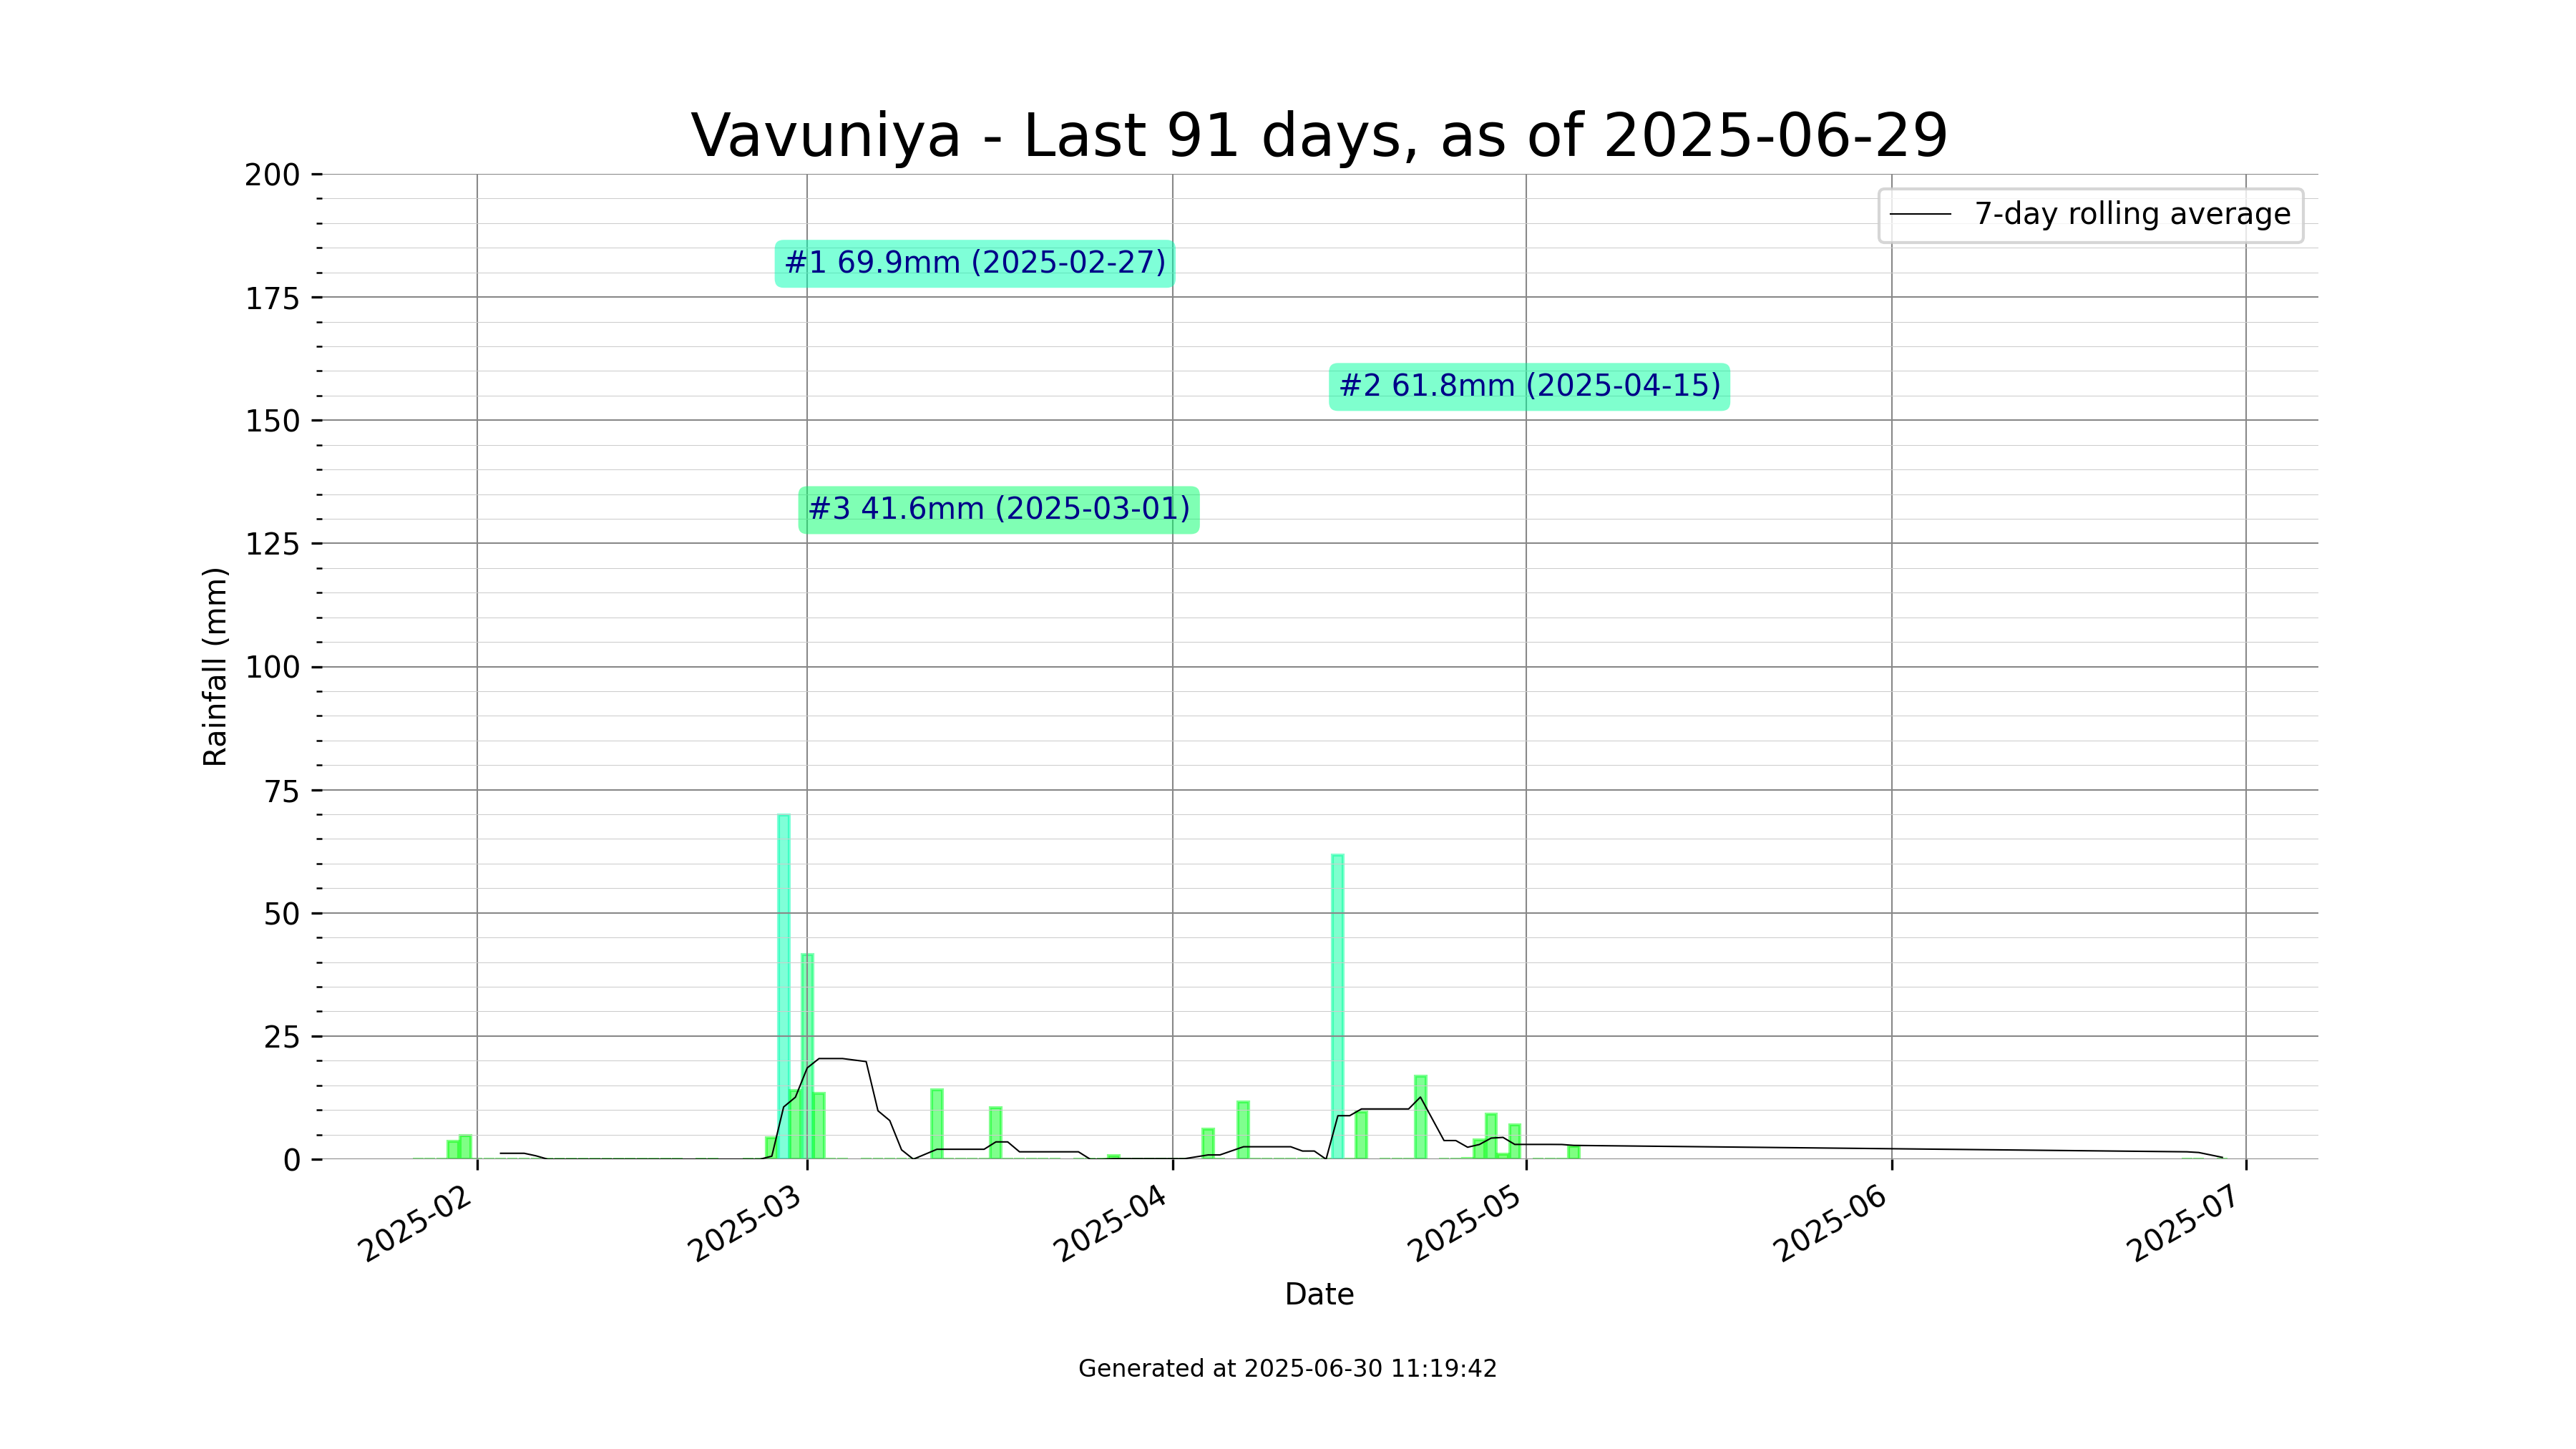 Vavuniya - Last 91 days, as of 2025-06-29
7-day rolling average
#1 69.9mm (2025-02-27)
#2 61.8mm (2025-04-15)
#3 41.6mm (2025-03-01)
Rainfall (mm)
200
175
150
125
100
75
50
25
0
2025-02
2025-03
2025-04
2025-05
2025-06
2025-07
Date
Generated at 2025-06-30 11:19:42